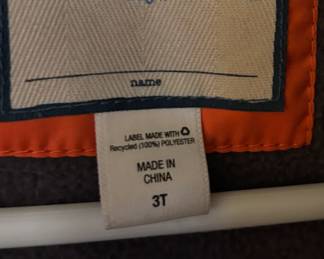 name
LABEL MADE WITH
Recycled (100%) POLYESTER
MADE IN
CHINA
3T